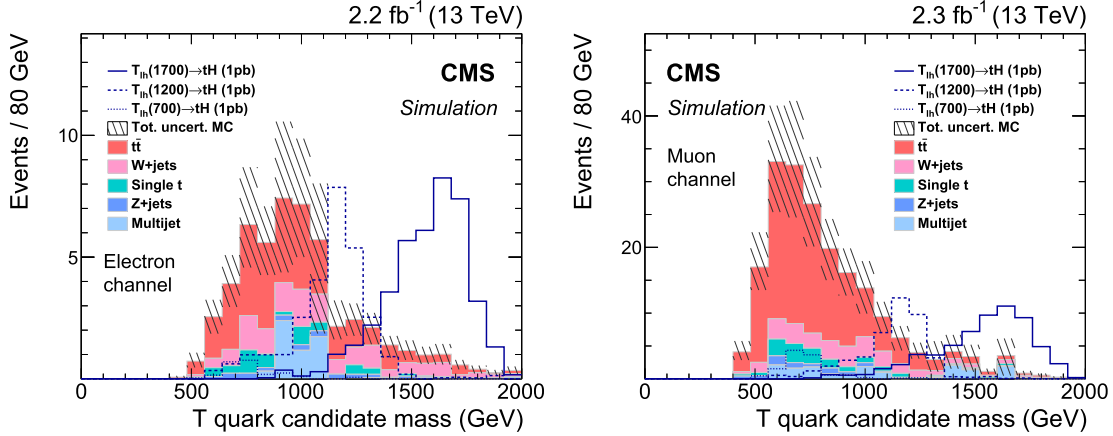 2.2 fb⁻¹ (13 TeV)
Events / 80 GeV
T_lh(1700)→tH (1pb)
T_lh(1200)→tH (1pb)
T_lh(700)→tH (1pb)
Tot. uncert. MC
tt̄
W+jets
Single t
Z+jets
Multijet
CMS
Simulation
Electron
channel
10
5
0 500 1000 1500 2000
T quark candidate mass (GeV)
2.3 fb⁻¹ (13 TeV)
Events / 80 GeV
CMS
Simulation
Muon
channel
T_lh(1700)→tH (1pb)
T_lh(1200)→tH (1pb)
T_lh(700)→tH (1pb)
Tot. uncert. MC
tt̄
W+jets
Single t
Z+jets
Multijet
40
20
0 500 1000 1500 2000
T quark candidate mass (GeV)